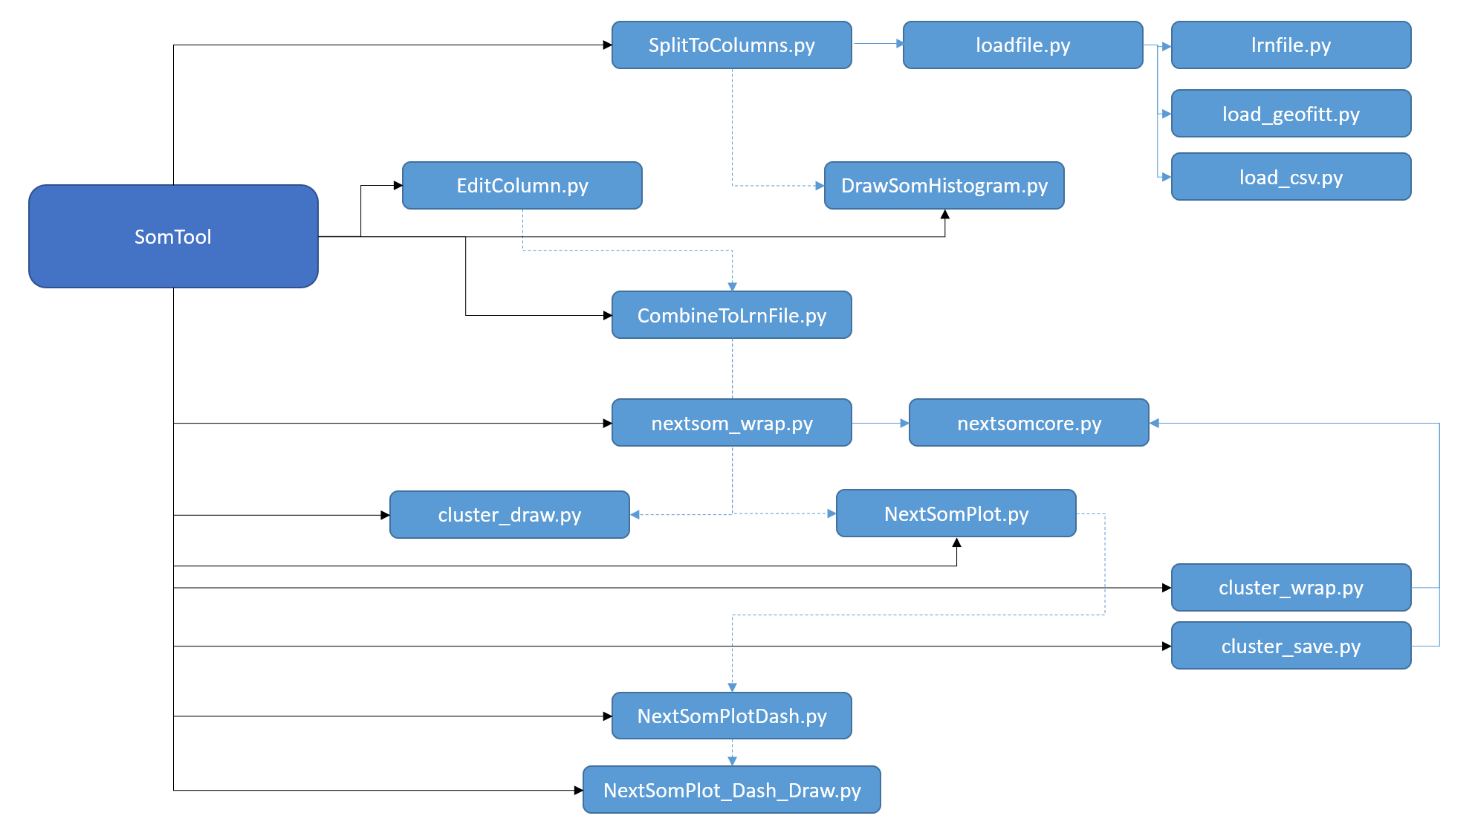 SplitToColumns.py
loadfile.py
lrnfile.py
load_geofitt.py
load_csv.py
EditColumn.py
DrawSomHistogram.py
SomTool
CombineToLrnFile.py
nextsom_wrap.py
nextsomcore.py
cluster_draw.py
NextSomPlot.py
cluster_wrap.py
cluster_save.py
NextSomPlotDash.py
NextSomPlot_Dash_Draw.py